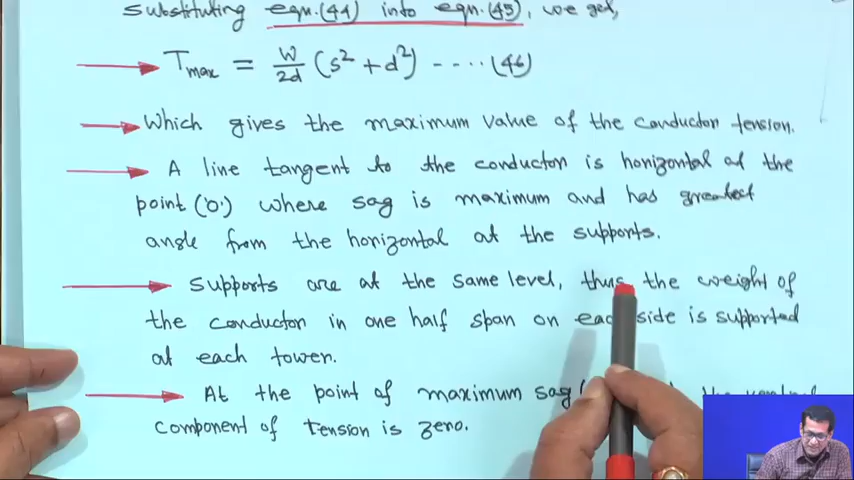 substituting eqn.(44) into eqn.(45), we get,
Tmax = W/2d (s² + d²) ---- (46)
Which gives the maximum value of the conductor tension.
A line tangent to the conductor is horizontal at the
point ('0') where sag is maximum and has greatest
angle from the horizontal at the supports.
supports are at the same level, thus the weight of
the conductor in one half span on each side is supported
at each tower.
At the point of maximum sag the
component of Tension is zero.